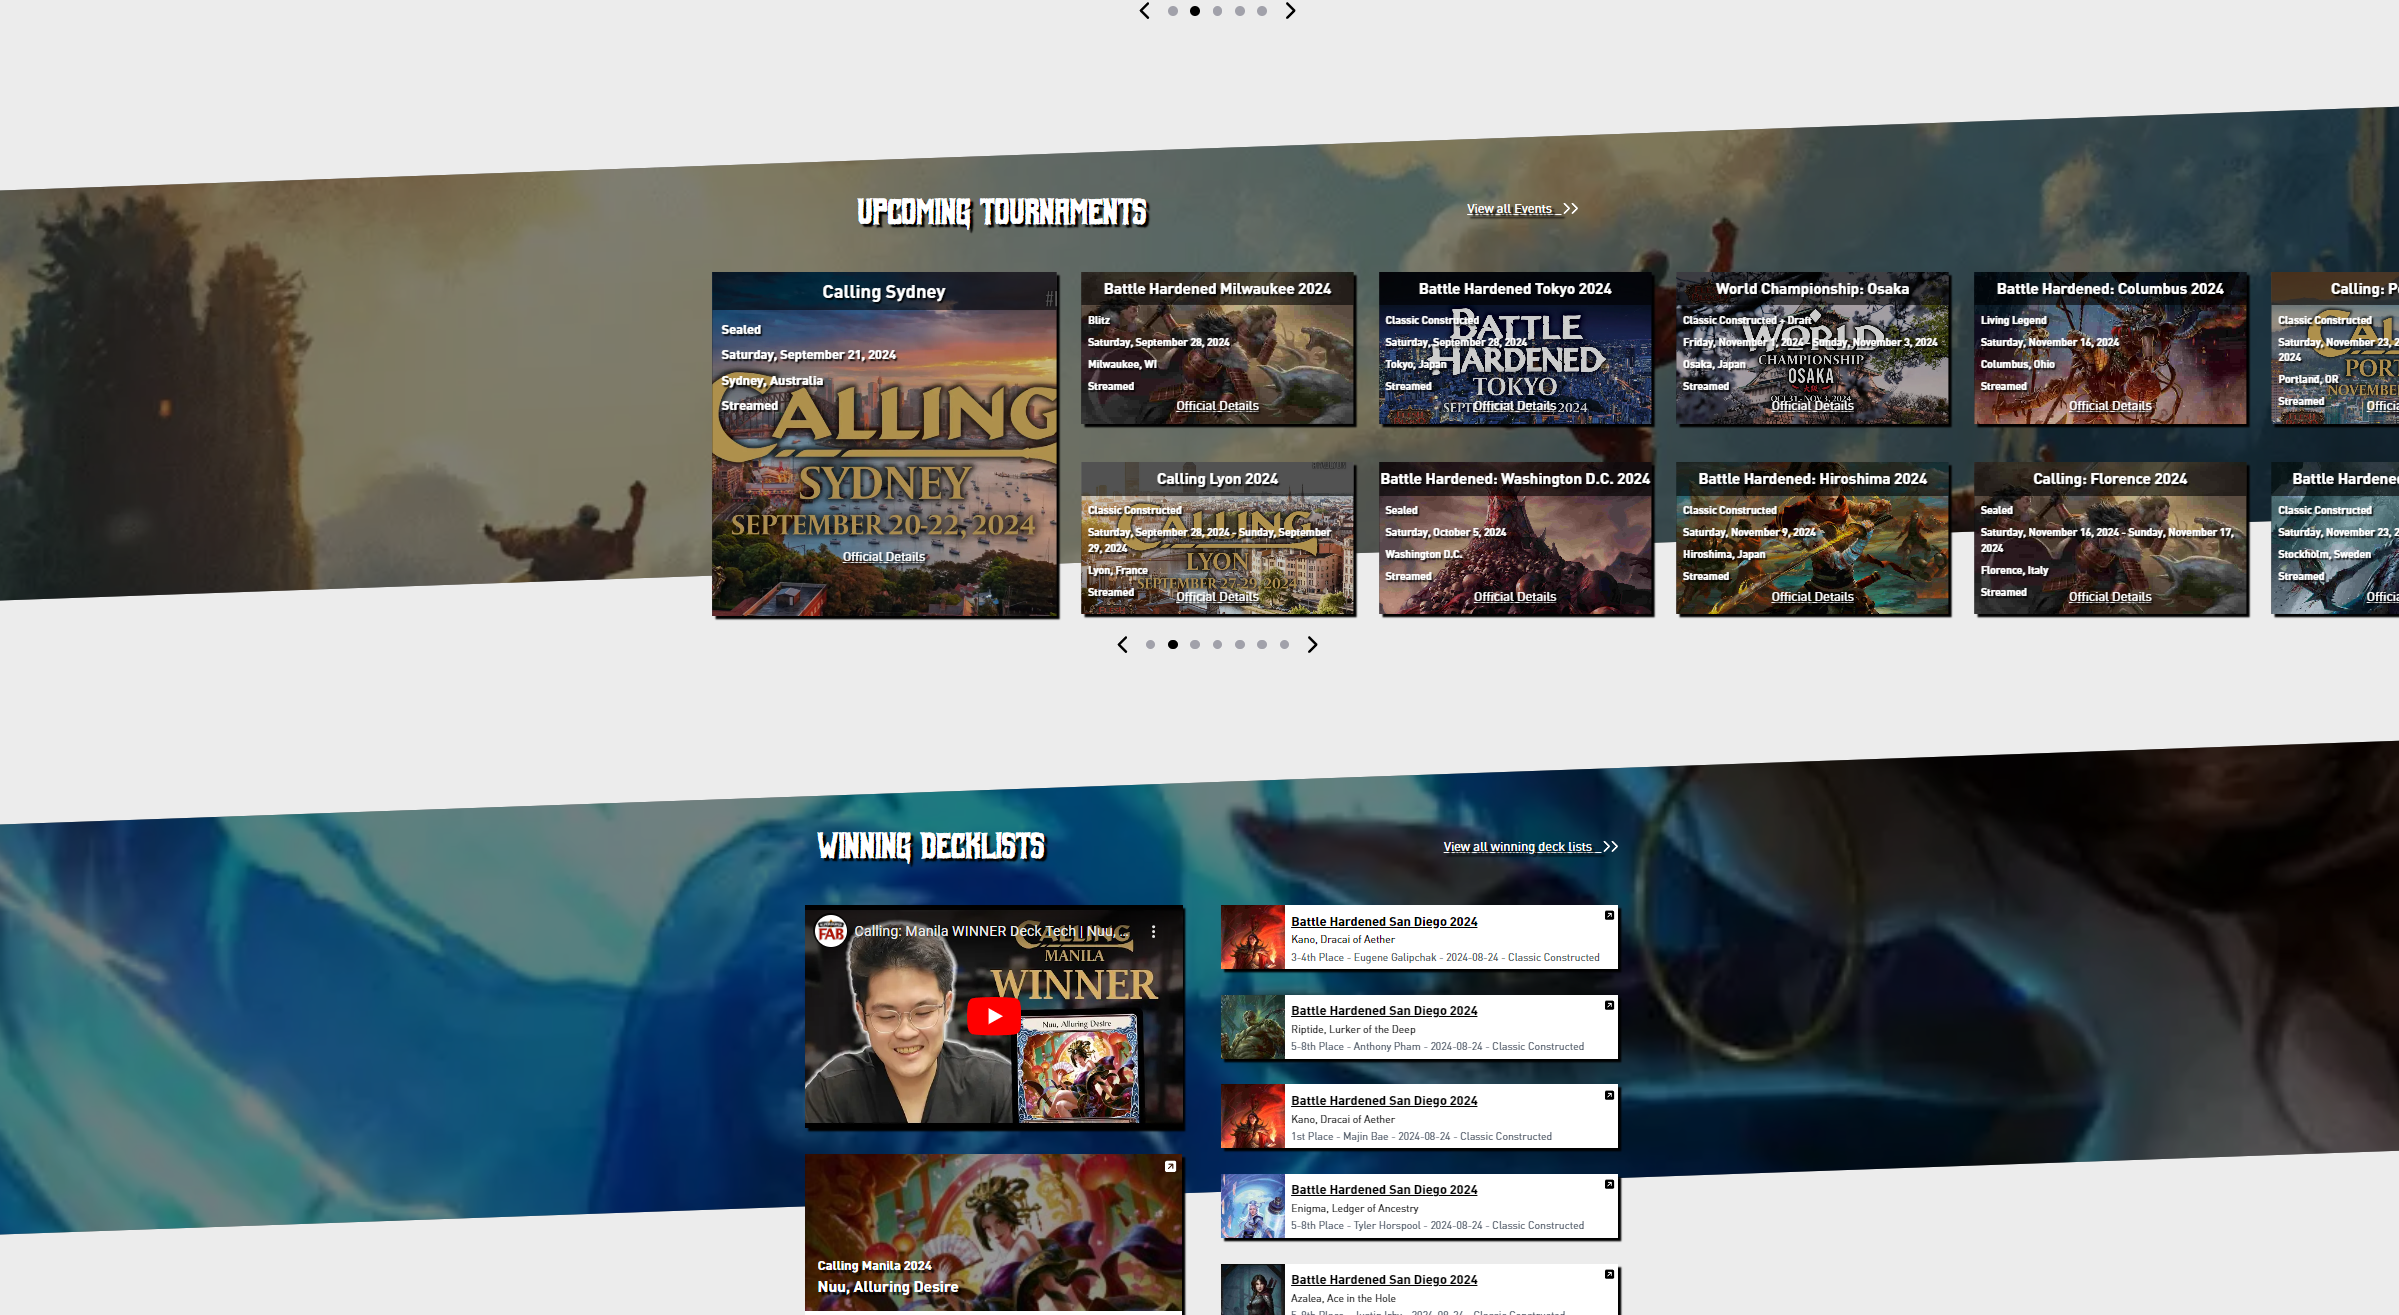 UPCOMING TOURNAMENTS
View all Events
Calling Sydney
Sealed
Saturday, September 21, 2024
Sydney, Australia
Streamed
CALLING
SYDNEY
SEPTEMBER 20-22, 2024
Official Details
Battle Hardened Milwaukee 2024
Blitz
Saturday, September 28, 2024
Milwaukee, WI
Streamed
Official Details
Battle Hardened Tokyo 2024
Classic Constructed
Saturday, September 28, 2024
Tokyo, Japan
Streamed
BATTLE
HARDENED
TOKYO
Official Details
World Championship: Osaka
Classic Constructed + Draft
Friday, November 1, 2024 - Sunday, November 3, 2024
Osaka, Japan
Streamed
WORLD
CHAMPIONSHIP
OSAKA
OCT 31 - NOV 3, 2024
Official Details
Battle Hardened: Columbus 2024
Living Legend
Saturday, November 16, 2024
Columbus, Ohio
Streamed
Official Details
Calling:
Classic Constructed
Saturday, November 23,
2024
Portland, OR
Streamed
Calling Lyon 2024
Classic Constructed
Saturday, September 28, 2024 - Sunday, September
29, 2024
Lyon, France
Streamed
CALLING
LYON
SEPTEMBER 27-29, 2024
Official Details
Battle Hardened: Washington D.C. 2024
Sealed
Saturday, October 5, 2024
Washington D.C.
Streamed
Official Details
Battle Hardened: Hiroshima 2024
Classic Constructed
Saturday, November 9, 2024
Hiroshima, Japan
Streamed
Official Details
Calling: Florence 2024
Sealed
Saturday, November 16, 2024 - Sunday, November 17,
2024
Florence, Italy
Streamed
Official Details
Battle
Classic Constructed
Saturday, November 23,
Stockholm, Sweden
Streamed
WINNING DECKLISTS
View all winning deck lists
FAB
Calling: Manila WINNER Deck Tech | Nuu,...
CALLING
MANILA
WINNER
Nuu, Alluring Desire
Calling Manila 2024
Nuu, Alluring Desire
Battle Hardened San Diego 2024
Kano, Dracai of Aether
3-4th Place - Eugene Galipchak - 2024-08-24 - Classic Constructed
Battle Hardened San Diego 2024
Riptide, Lurker of the Deep
5-8th Place - Anthony Pham - 2024-08-24 - Classic Constructed
Battle Hardened San Diego 2024
Kano, Dracai of Aether
1st Place - Majin Bae - 2024-08-24 - Classic Constructed
Battle Hardened San Diego 2024
Enigma, Ledger of Ancestry
5-8th Place - Tyler Horspool - 2024-08-24 - Classic Constructed
Battle Hardened San Diego 2024
Azalea, Ace in the Hole